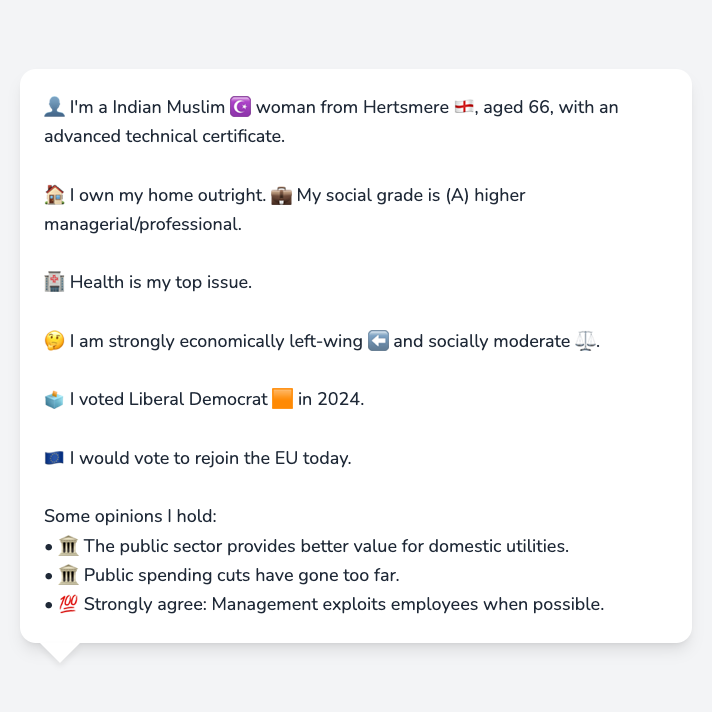 👤 I'm a Indian Muslim ☪️ woman from Hertsmere 🏴󠁧󠁢󠁥󠁮󠁧󠁿, aged 66, with an
advanced technical certificate.
🏠 I own my home outright. 💼 My social grade is (A) higher
managerial/professional.
🏥 Health is my top issue.
🤔 I am strongly economically left-wing ⬅️ and socially moderate ⚖️.
🗳️ I voted Liberal Democrat 🟧 in 2024.
🇪🇺 I would vote to rejoin the EU today.
Some opinions I hold:
• 🏛️ The public sector provides better value for domestic utilities.
• 🏛️ Public spending cuts have gone too far.
• 💯 Strongly agree: Management exploits employees when possible.